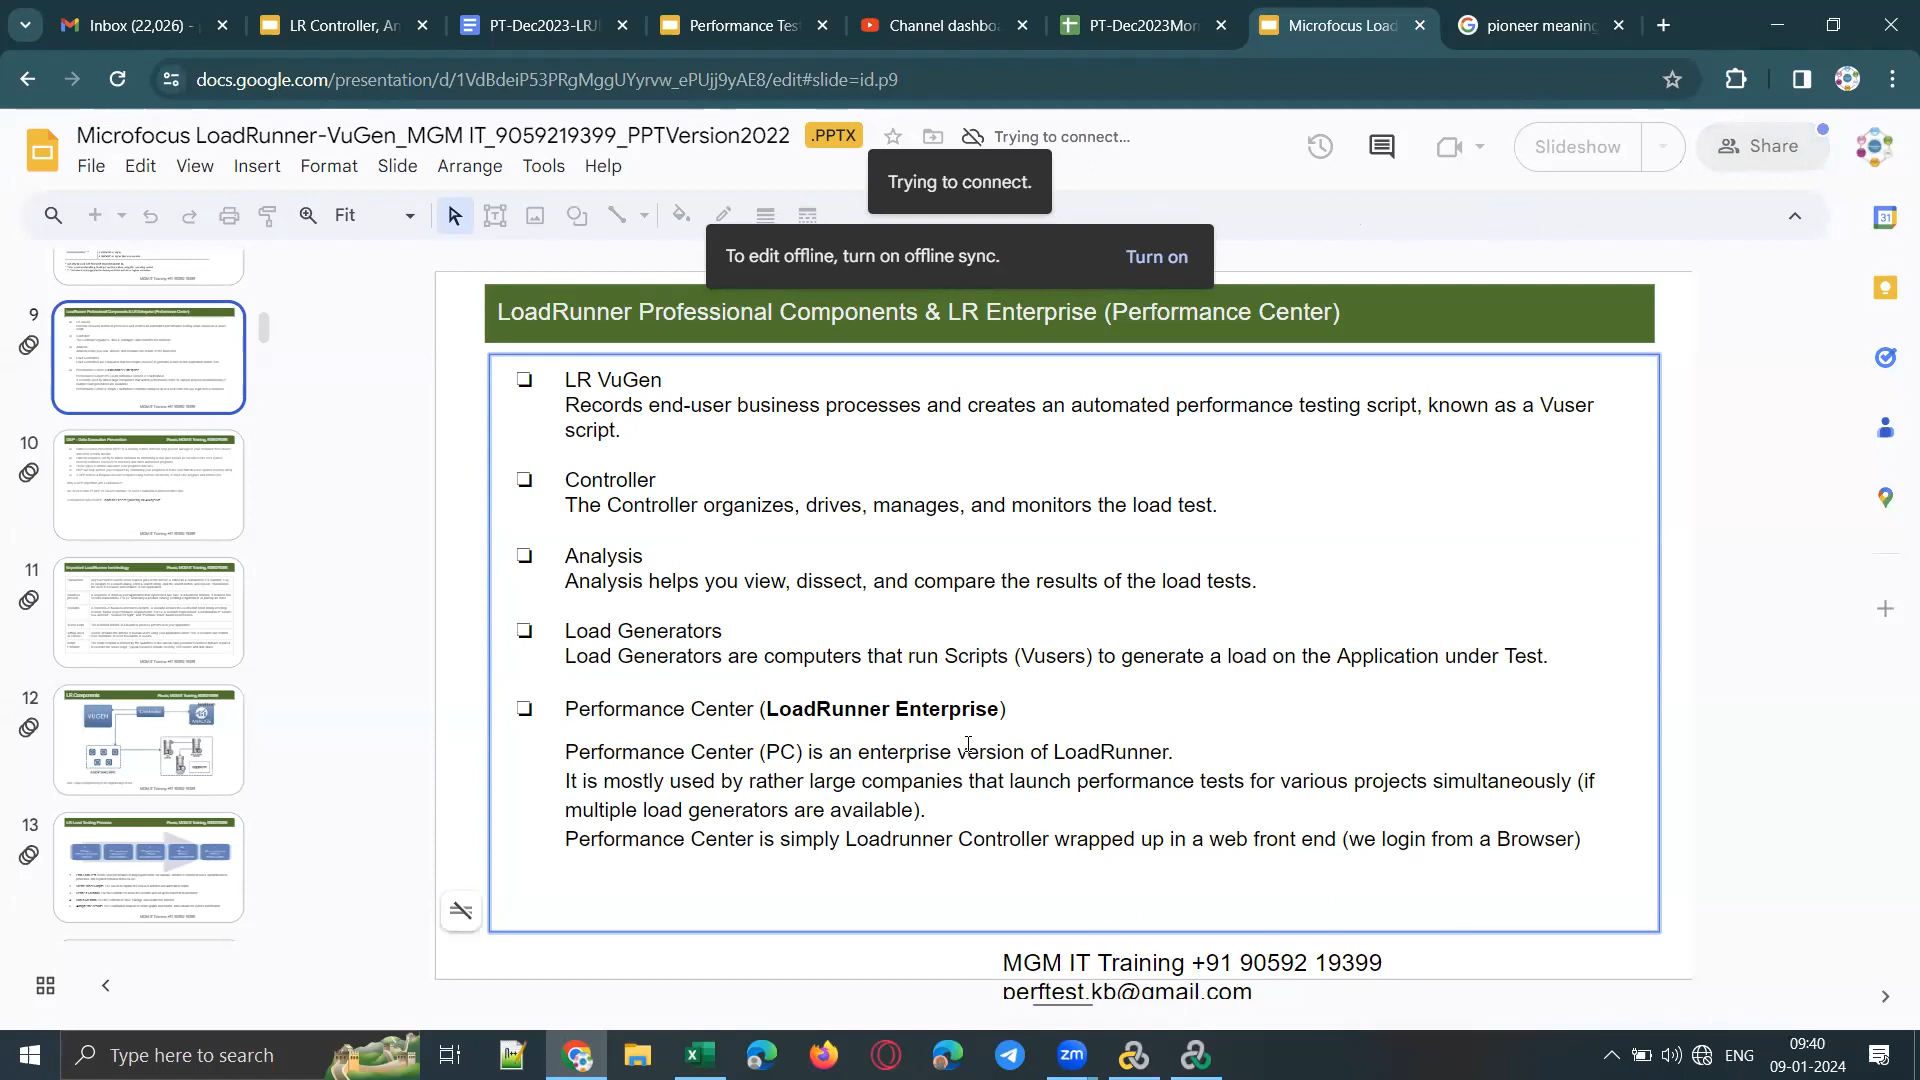 Inbox (22,026) -
LR Controller, An
PT-Dec2023-LRJ
Performance Tes
Channel dashbo
PT-Dec2023Mor
Microfocus Load
pioneer meaning
docs.google.com/presentation/d/1VdBdeiP53PRgMggUYyrvw_ePUjj9yAE8/edit#slide=id.p9
Microfocus LoadRunner-VuGen_MGM IT_9059219399_PPTVersion2022
.PPTX
Trying to connect...
File Edit View Insert Format Slide Arrange Tools Help
Slideshow
Share
Trying to connect.
Fit
To edit offline, turn on offline sync.
Turn on
31
LoadRunner Professional Components & LR Enterprise (Performance Center)
❏ LR VuGen
Records end-user business processes and creates an automated performance testing script, known as a Vuser
script.
❏ Controller
The Controller organizes, drives, manages, and monitors the load test.
❏ Analysis
Analysis helps you view, dissect, and compare the results of the load tests.
❏ Load Generators
Load Generators are computers that run Scripts (Vusers) to generate a load on the Application under Test.
❏ Performance Center (LoadRunner Enterprise)
Performance Center (PC) is an enterprise version of LoadRunner.
It is mostly used by rather large companies that launch performance tests for various projects simultaneously (if
multiple load generators are available).
Performance Center is simply Loadrunner Controller wrapped up in a web front end (we login from a Browser)
MGM IT Training +91 90592 19399
perftest.kb@gmail.com
9
10
11
12
LR Components
VUGEN
13
LR Load Testing Process
Type here to search
zm
ENG
09:40
09-01-2024